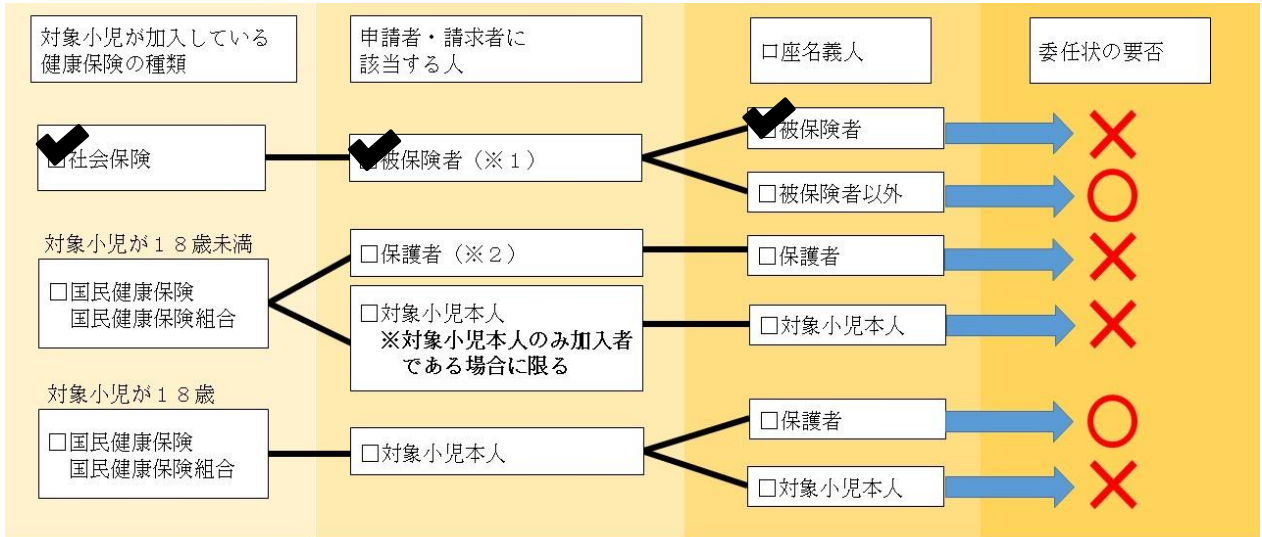 対象小児が加入している
健康保険の種類
申請者・請求者に
該当する人
口座名義人
委任状の要否
□社会保険
□被保険者（※１）
□被保険者
□被保険者以外
対象小児が１８歳未満
□国民健康保険
国民健康保険組合
□保護者（※２）
□保護者
□対象小児本人
※対象小児本人のみ加入者
である場合に限る
□対象小児本人
対象小児が１８歳
□国民健康保険
国民健康保険組合
□対象小児本人
□保護者
□対象小児本人